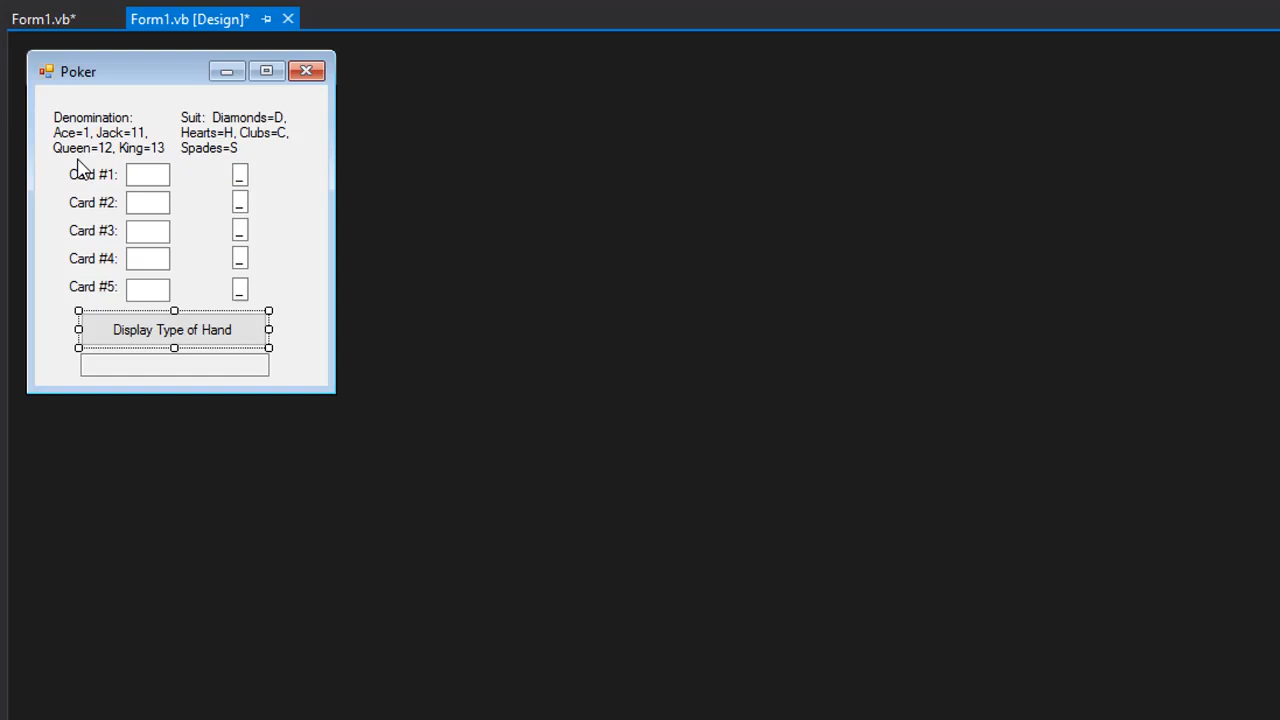 Form1.vb*
Form1.vb [Design]*
Poker
Denomination:
Ace=1, Jack=11,
Queen=12, King=13
Suit: Diamonds=D,
Hearts=H, Clubs=C,
Spades=S
Card #1:
_
Card #2:
_
Card #3:
_
Card #4:
_
Card #5:
_
Display Type of Hand